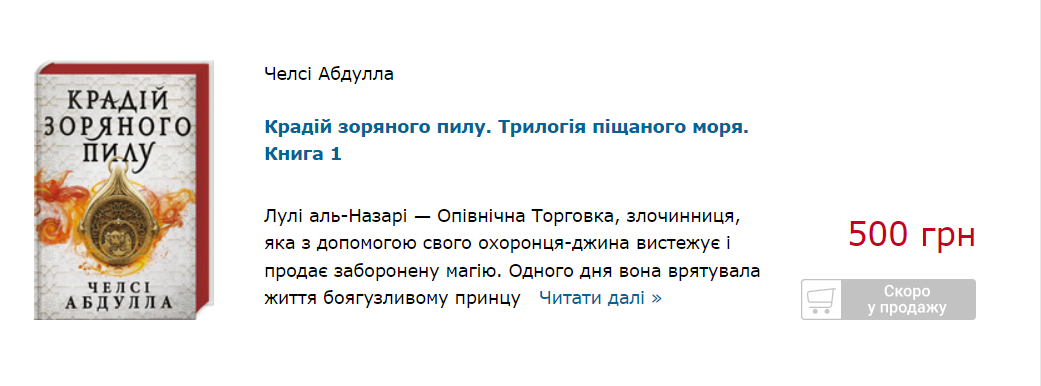 КРАДІЙ
ЗОРЯНОГО
ПИЛУ
ЧЕЛСІ
АБДУЛЛА
Челсі Абдулла
Крадій зоряного пилу. Трилогія піщаного моря.
Книга 1
Лулі аль-Назарі — Опівнічна Торговка, злочинниця,
яка з допомогою свого охоронця-джина вистежує і
продає заборонену магію. Одного дня вона врятувала
життя боягузливому принцу Читати далі »
500 грн
Скоро
у продажу